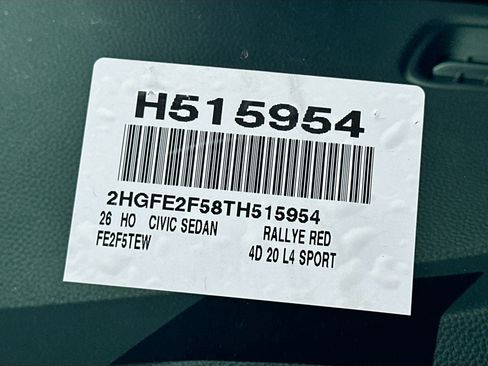 H515954
2HGFE2F58TH515954
26 HO CIVIC SEDAN RALLYE RED
FE2F5TEW 4D 20 L4 SPORT